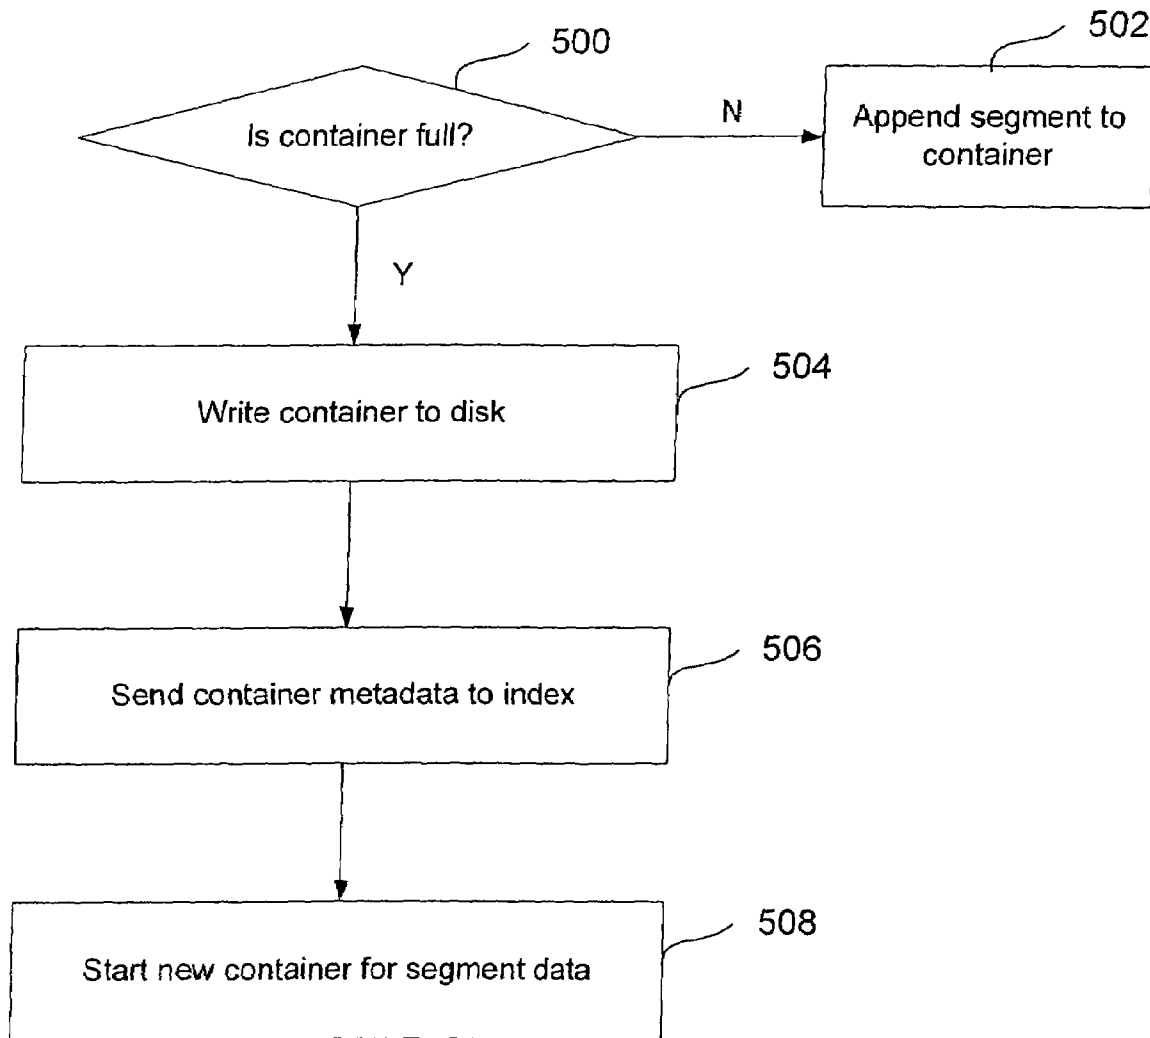 500
502
Is container full?
N
Append segment to
container
Y
504
Write container to disk
506
Send container metadata to index
508
Start new container for segment data